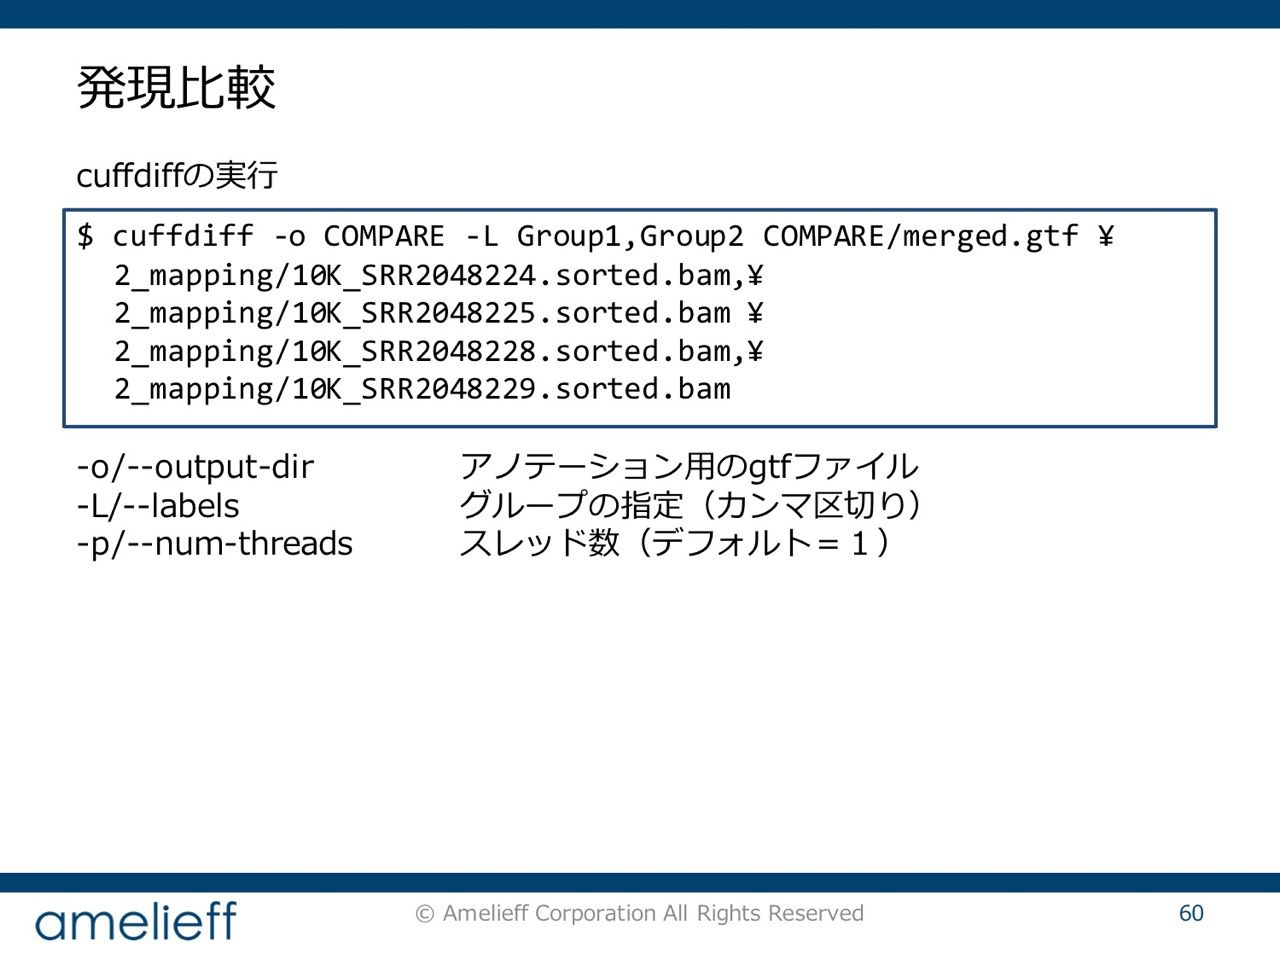 発現比較
cuffdiffの実行
$ cuffdiff -o COMPARE -L Group1,Group2 COMPARE/merged.gtf ¥
2_mapping/10K_SRR2048224.sorted.bam,¥
2_mapping/10K_SRR2048225.sorted.bam ¥
2_mapping/10K_SRR2048228.sorted.bam,¥
2_mapping/10K_SRR2048229.sorted.bam
-o/--output-dir アノテーション用のgtfファイル
-L/--labels グループの指定（カンマ区切り）
-p/--num-threads スレッド数（デフォルト＝１）
amelieff
© Amelieff Corporation All Rights Reserved
60